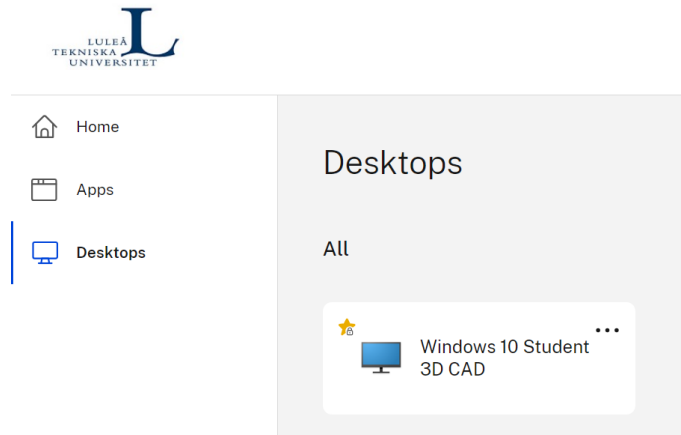 LULEÅ
TEKNISKA
UNIVERSITET
Home
Apps
Desktops
Desktops
All
Windows 10 Student
3D CAD